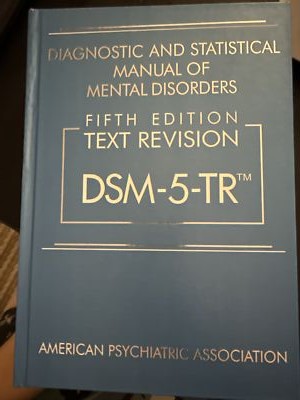 DIAGNOSTIC AND STATISTICAL
MANUAL OF
MENTAL DISORDERS
FIFTH EDITION
TEXT REVISION
DSM-5-TR™
AMERICAN PSYCHIATRIC ASSOCIATION